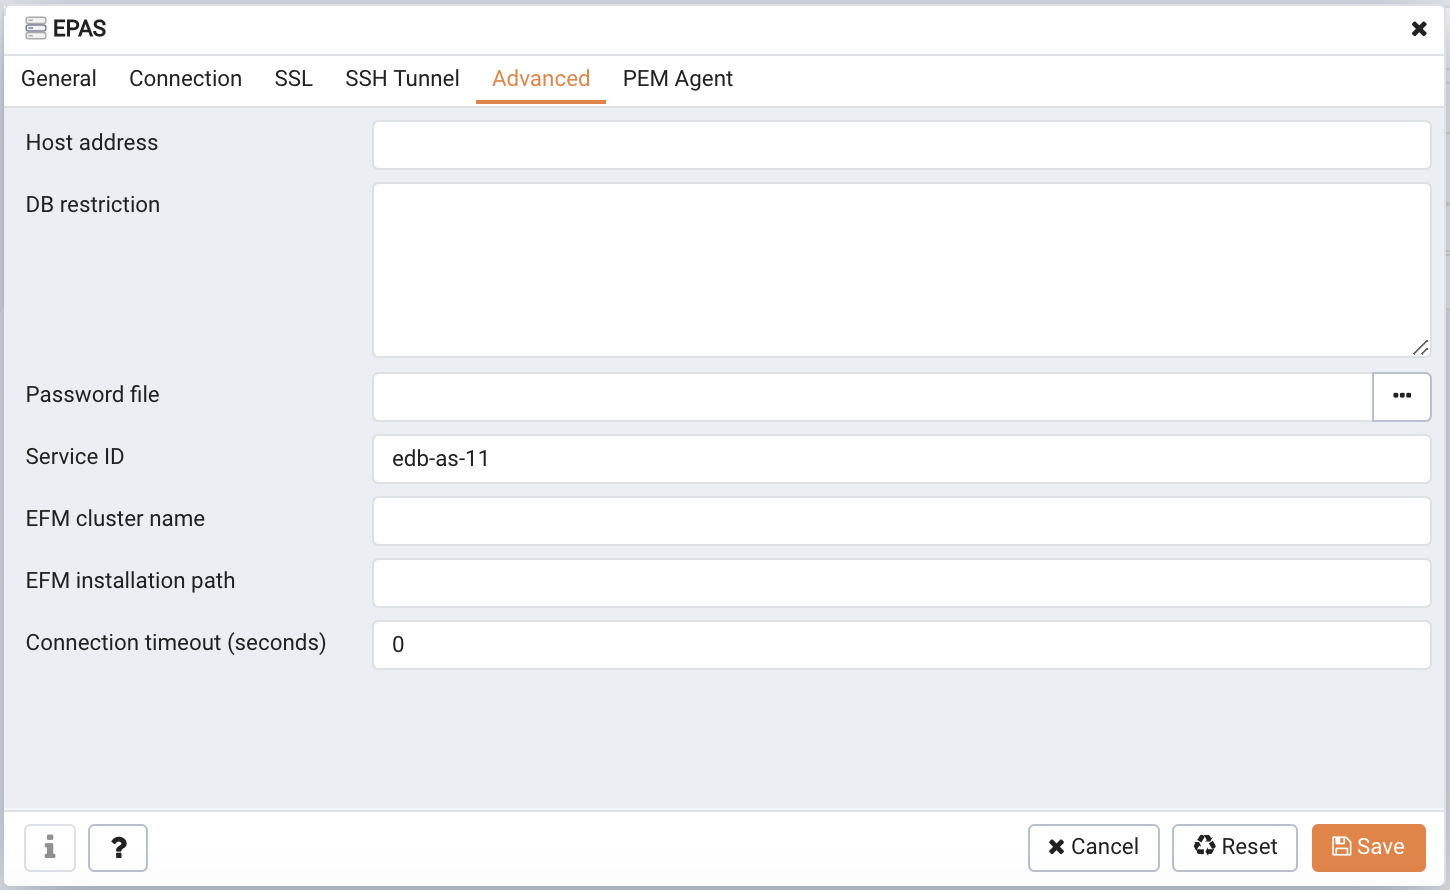 EPAS
General Connection SSL SSH Tunnel Advanced PEM Agent
Host address
DB restriction
Password file
Service ID edb-as-11
EFM cluster name
EFM installation path
Connection timeout (seconds) 0
? Cancel Reset Save